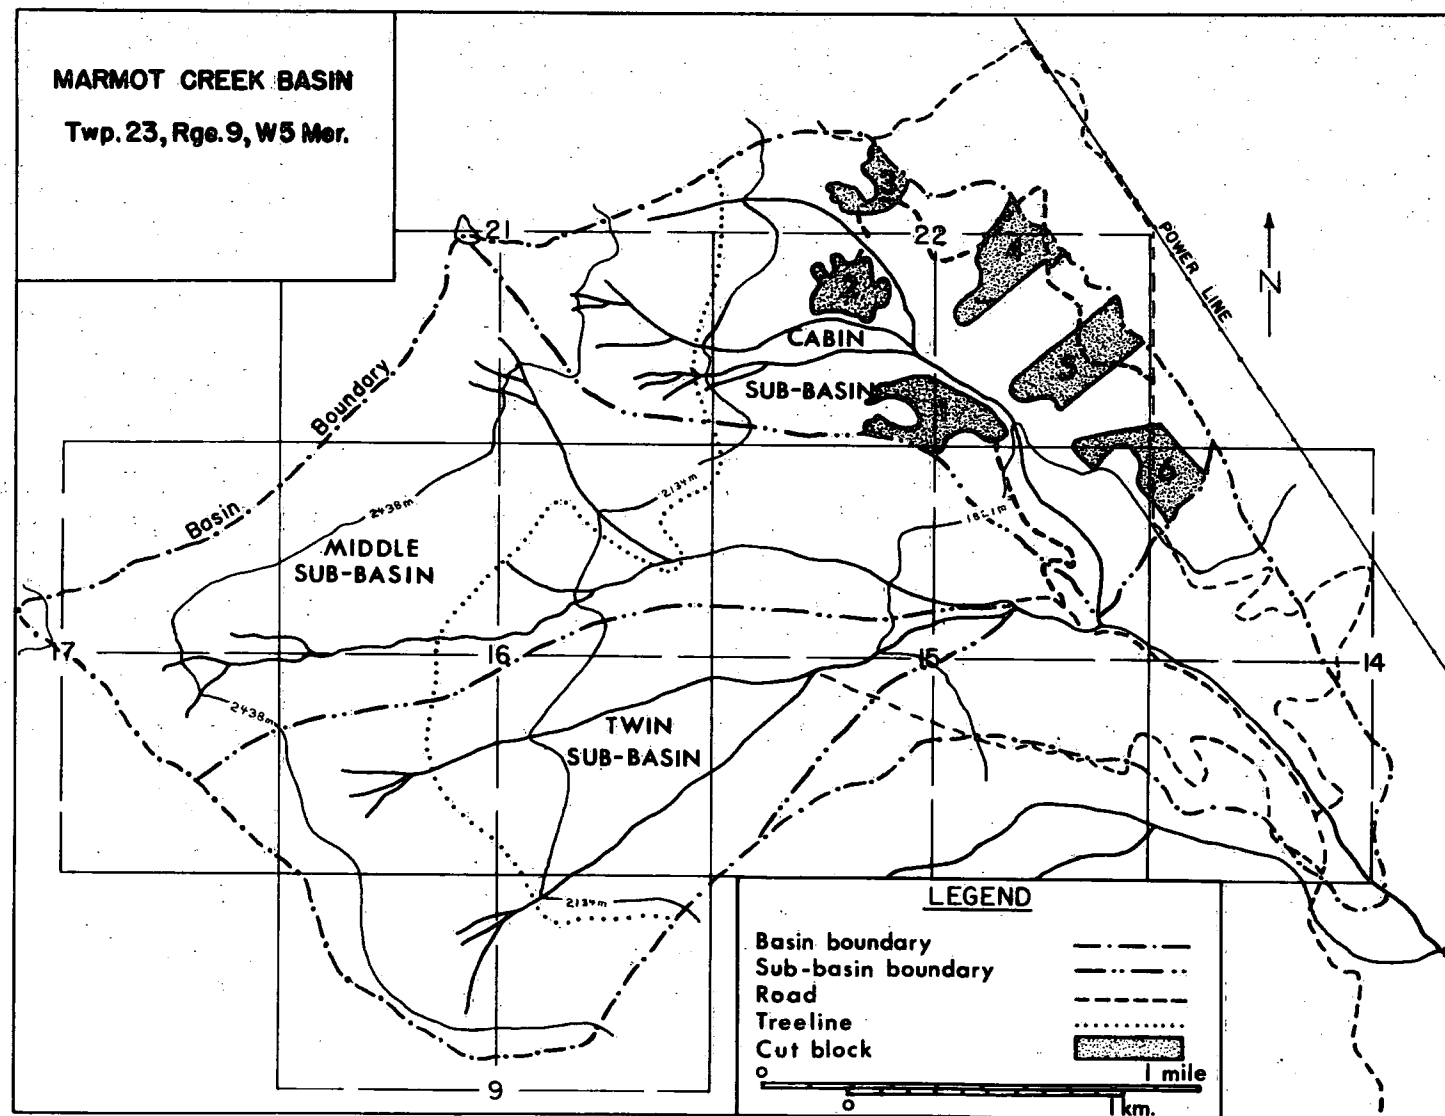 MARMOT CREEK BASIN
Twp. 23, Rge. 9, W5 Mer.
3
21
22
4
POWER LINE
N
2
CABIN
5
SUB-BASIN
1
Basin Boundary
6
2134m
2438m
MIDDLE
SUB-BASIN
17
16
15
14
2438m
TWIN
SUB-BASIN
2134m
LEGEND
Basin boundary
Sub-basin boundary
Road
Treeline
Cut block
0 1 mile
0 1 km.
9